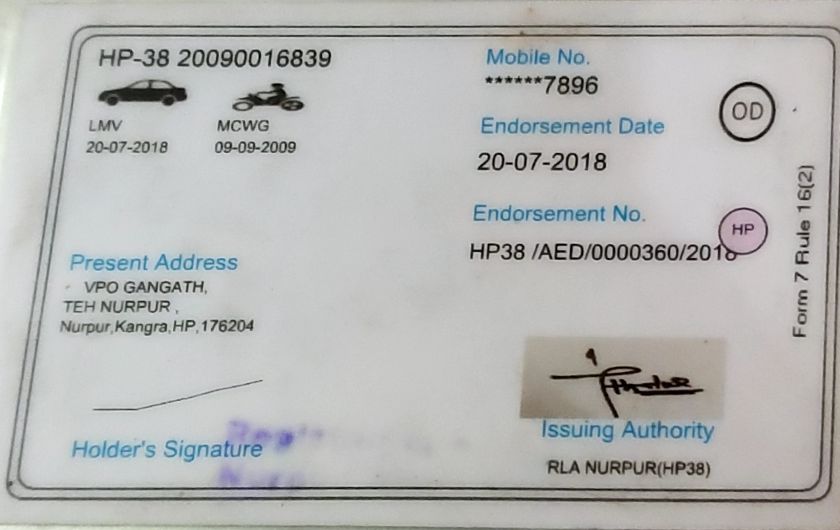 HP-38 20090016839
LMV MCWG
20-07-2018 09-09-2009
Mobile No.
******7896
Endorsement Date
20-07-2018
Endorsement No.
HP38 /AED/0000360/2018
OD
HP
Form 7 Rule 16(2)
Present Address
VPO GANGATH,
TEH NURPUR ,
Nurpur,Kangra,HP,176204
Holder's Signature
Issuing Authority
RLA NURPUR(HP38)